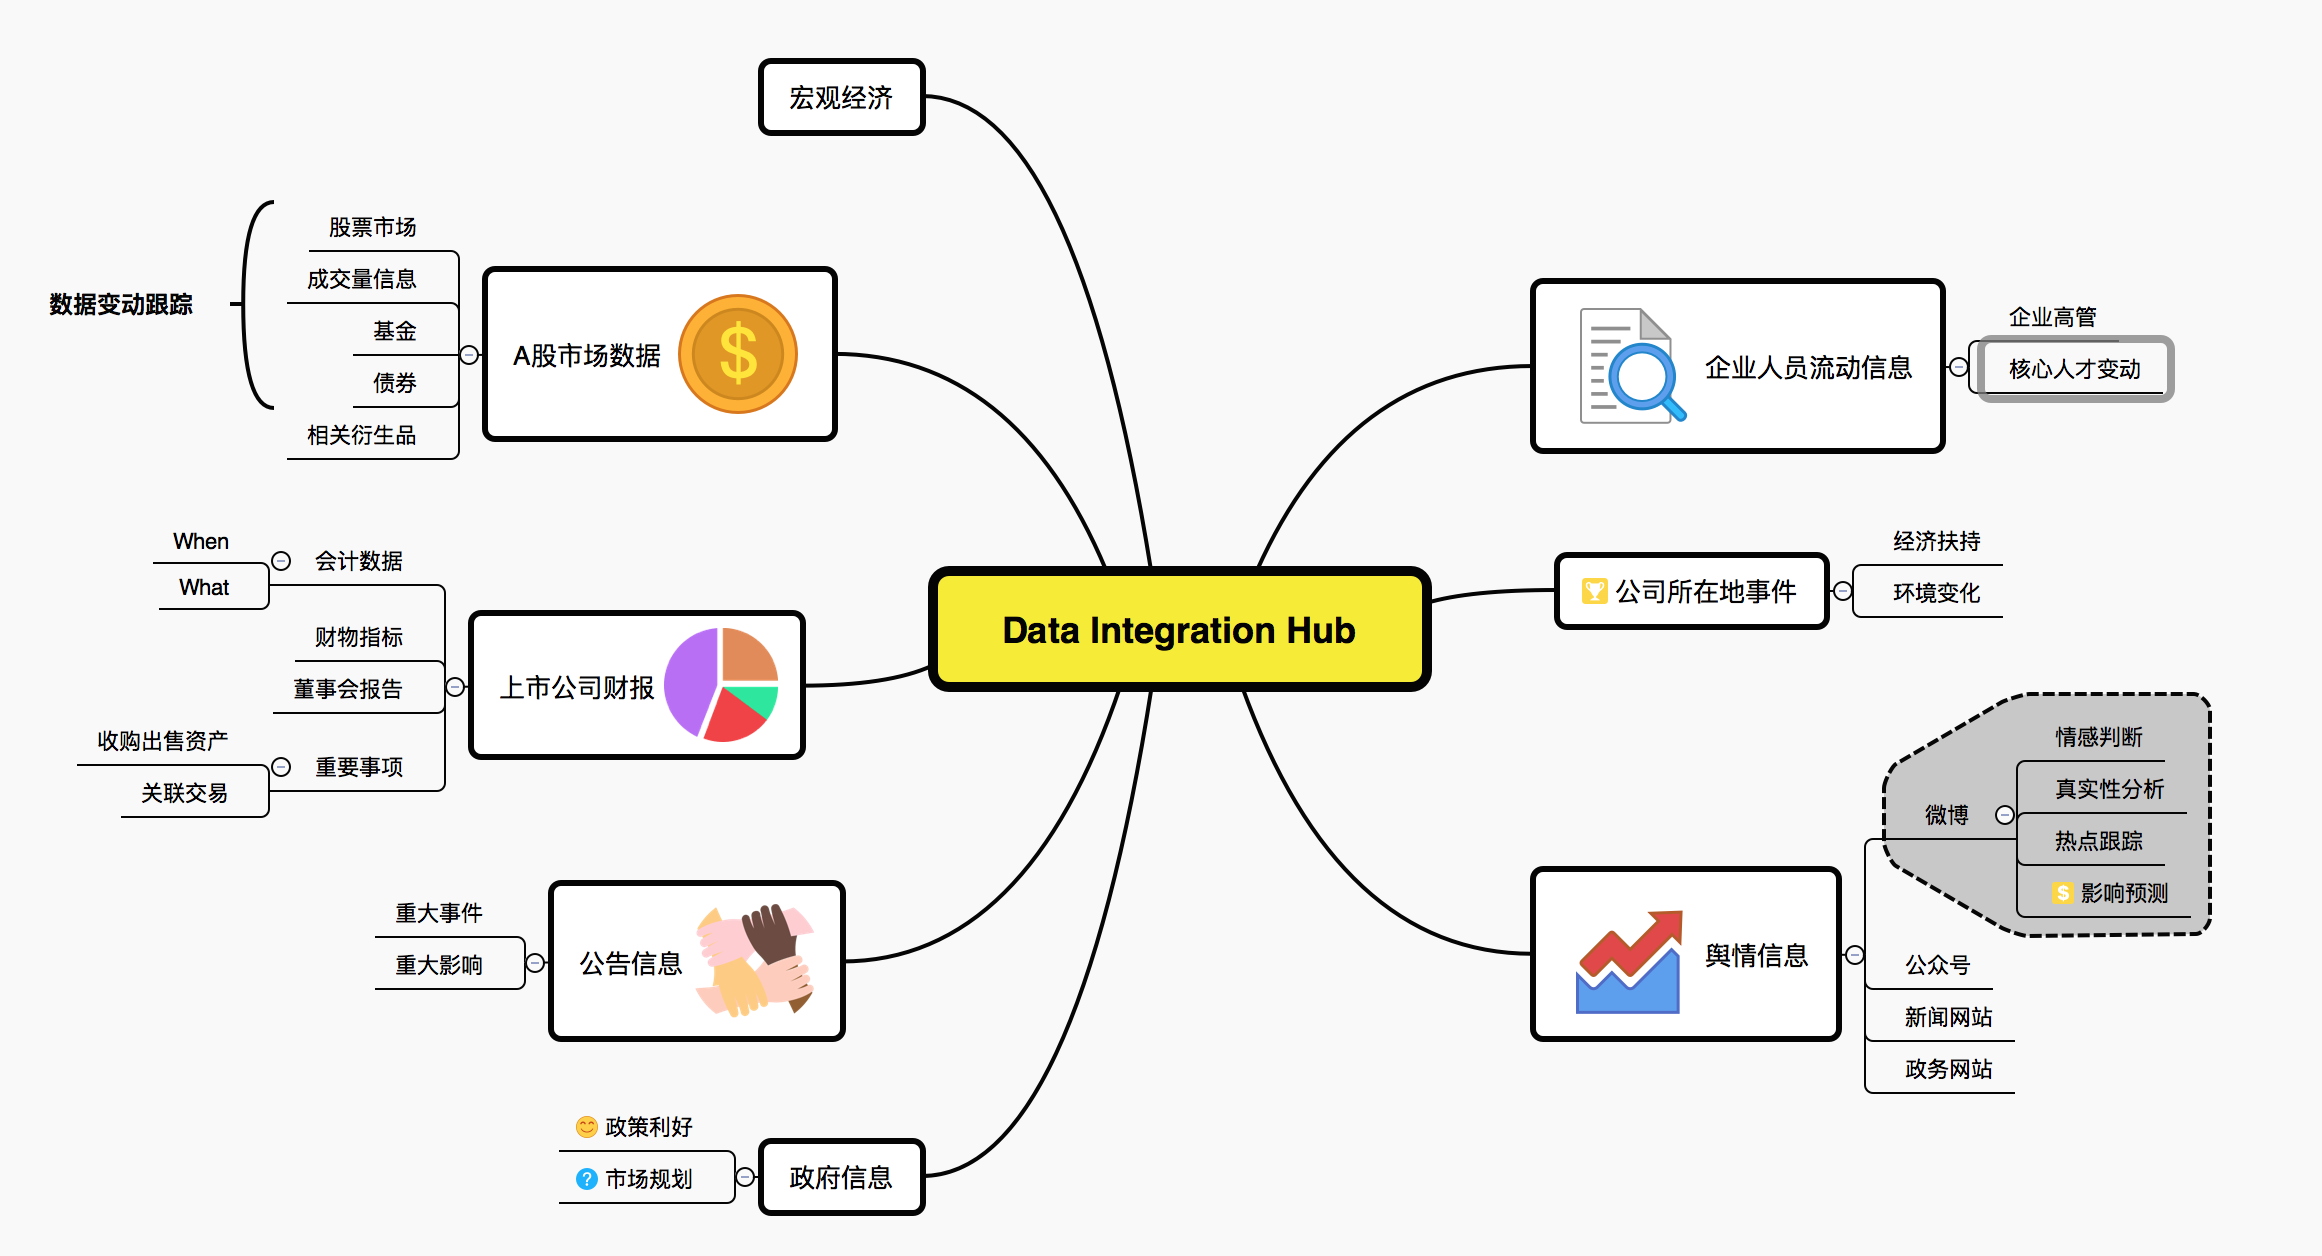 宏观经济
数据变动跟踪
股票市场
成交量信息
基金
债券
相关衍生品
A股市场数据
$
When
What
会计数据
财物指标
董事会报告
收购出售资产
关联交易
重要事项
上市公司财报
重大事件
重大影响
公告信息
政策利好
?
市场规划
政府信息
Data Integration Hub
企业人员流动信息
企业高管
核心人才变动
公司所在地事件
经济扶持
环境变化
舆情信息
微博
情感判断
真实性分析
热点跟踪
$ 影响预测
公众号
新闻网站
政务网站